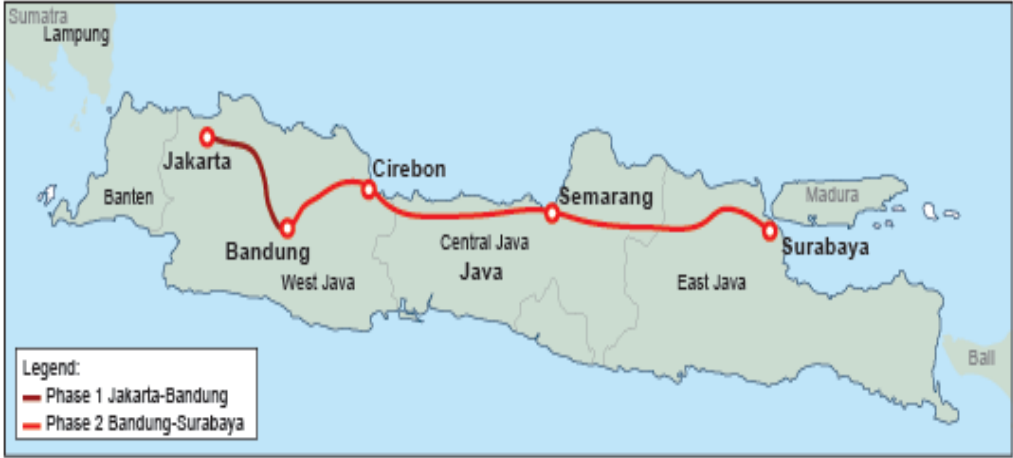 Sumatra
Lampung
Jakarta
Cirebon
Banten
Semarang
Madura
Bandung
Central Java
Surabaya
Java
West Java
East Java
Bali
Legend:
Phase 1 Jakarta-Bandung
Phase 2 Bandung-Surabaya